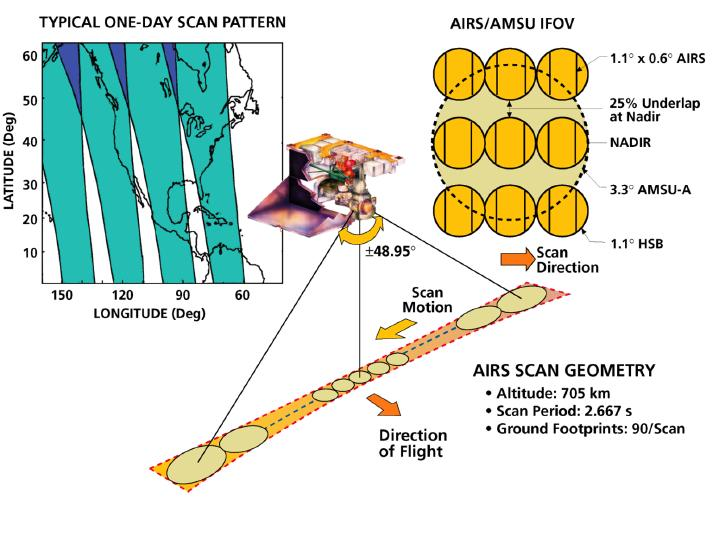 TYPICAL ONE-DAY SCAN PATTERN
60
50
40
30
20
10
LATITUDE (Deg)
150 120 90 60
LONGITUDE (Deg)
AIRS/AMSU IFOV
1.1° x 0.6° AIRS
25% Underlap
at Nadir
NADIR
3.3° AMSU-A
1.1° HSB
Scan
Direction
±48.95°
Scan
Motion
Direction
of Flight
AIRS SCAN GEOMETRY
• Altitude: 705 km
• Scan Period: 2.667 s
• Ground Footprints: 90/Scan